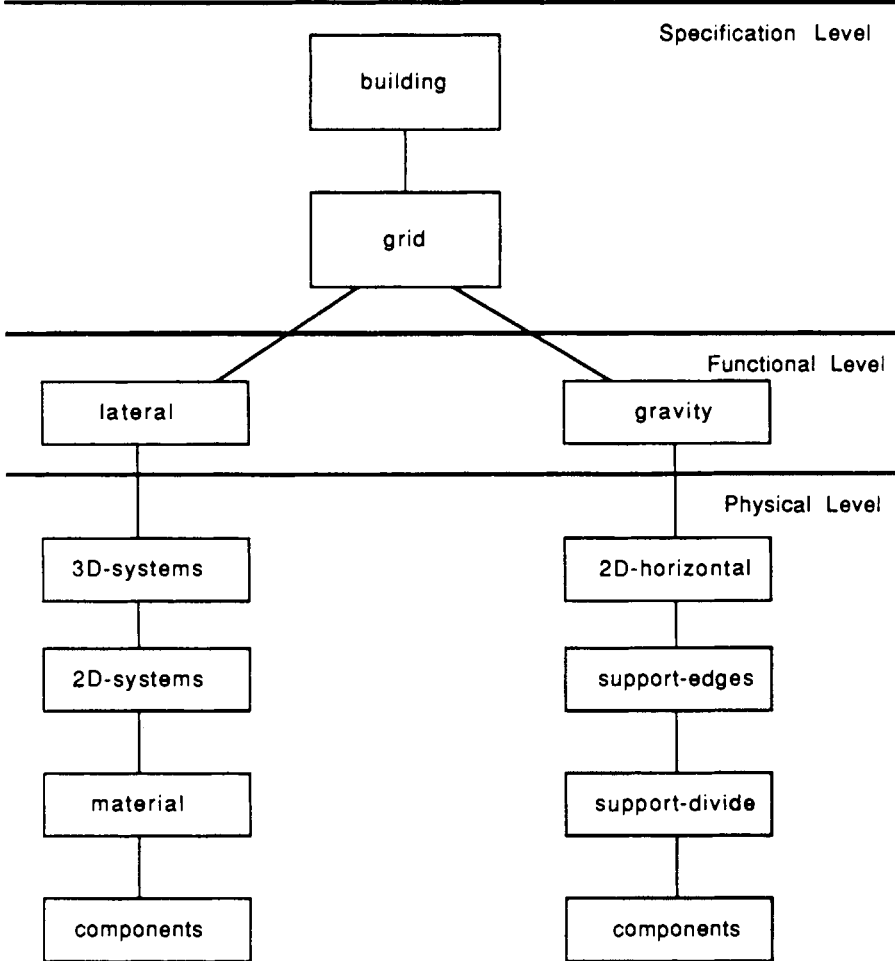 Specification Level
building
grid
Functional Level
lateral
gravity
Physical Level
3D-systems
2D-horizontal
2D-systems
support-edges
material
support-divide
components
components